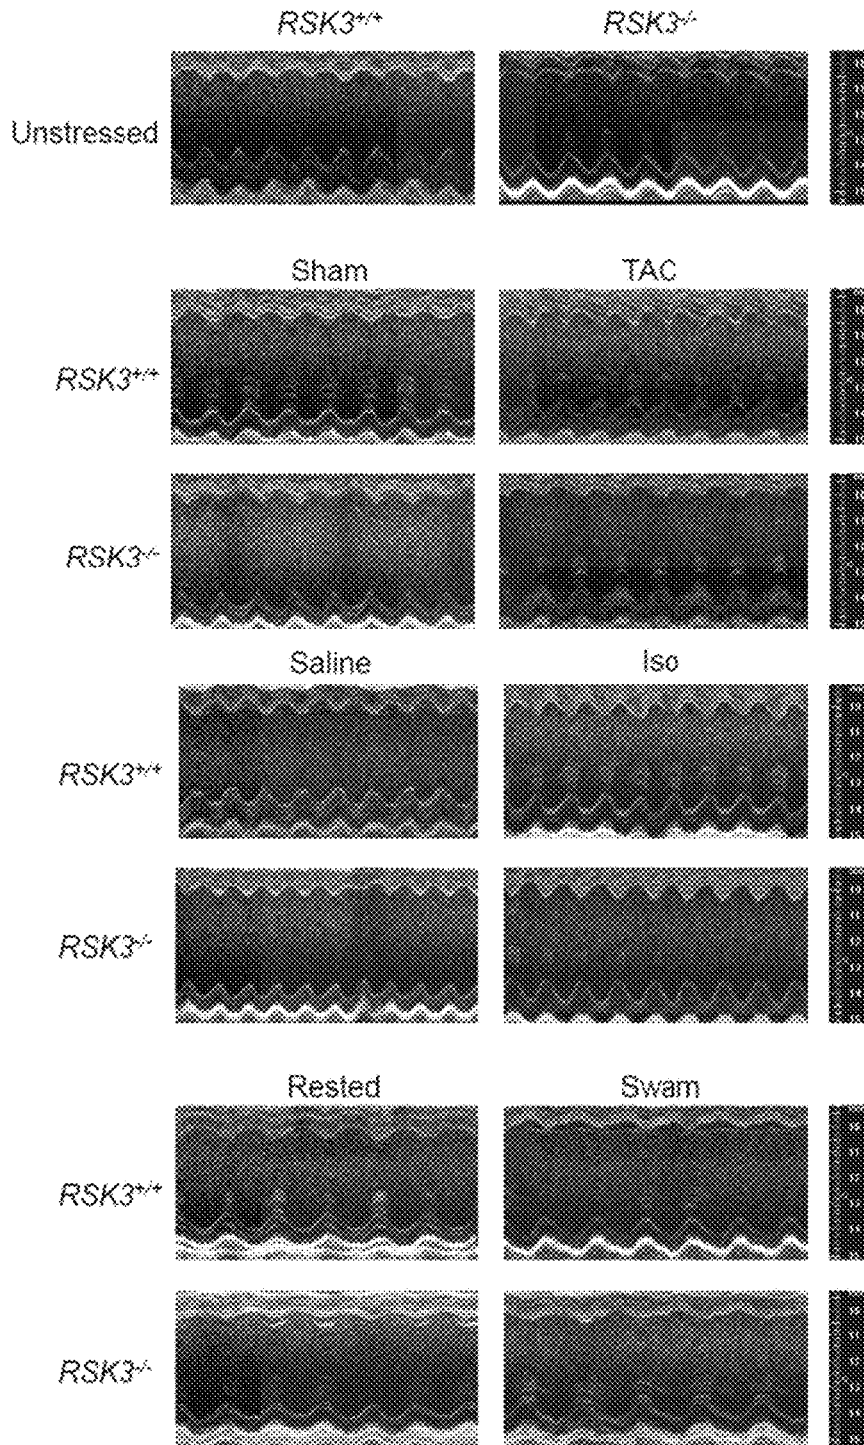 RSK3+/+ RSK3-/-
Unstressed
Sham TAC
RSK3+/+
RSK3-/-
Saline Iso
RSK3+/+
RSK3-/-
Rested Swam
RSK3+/+
RSK3-/-